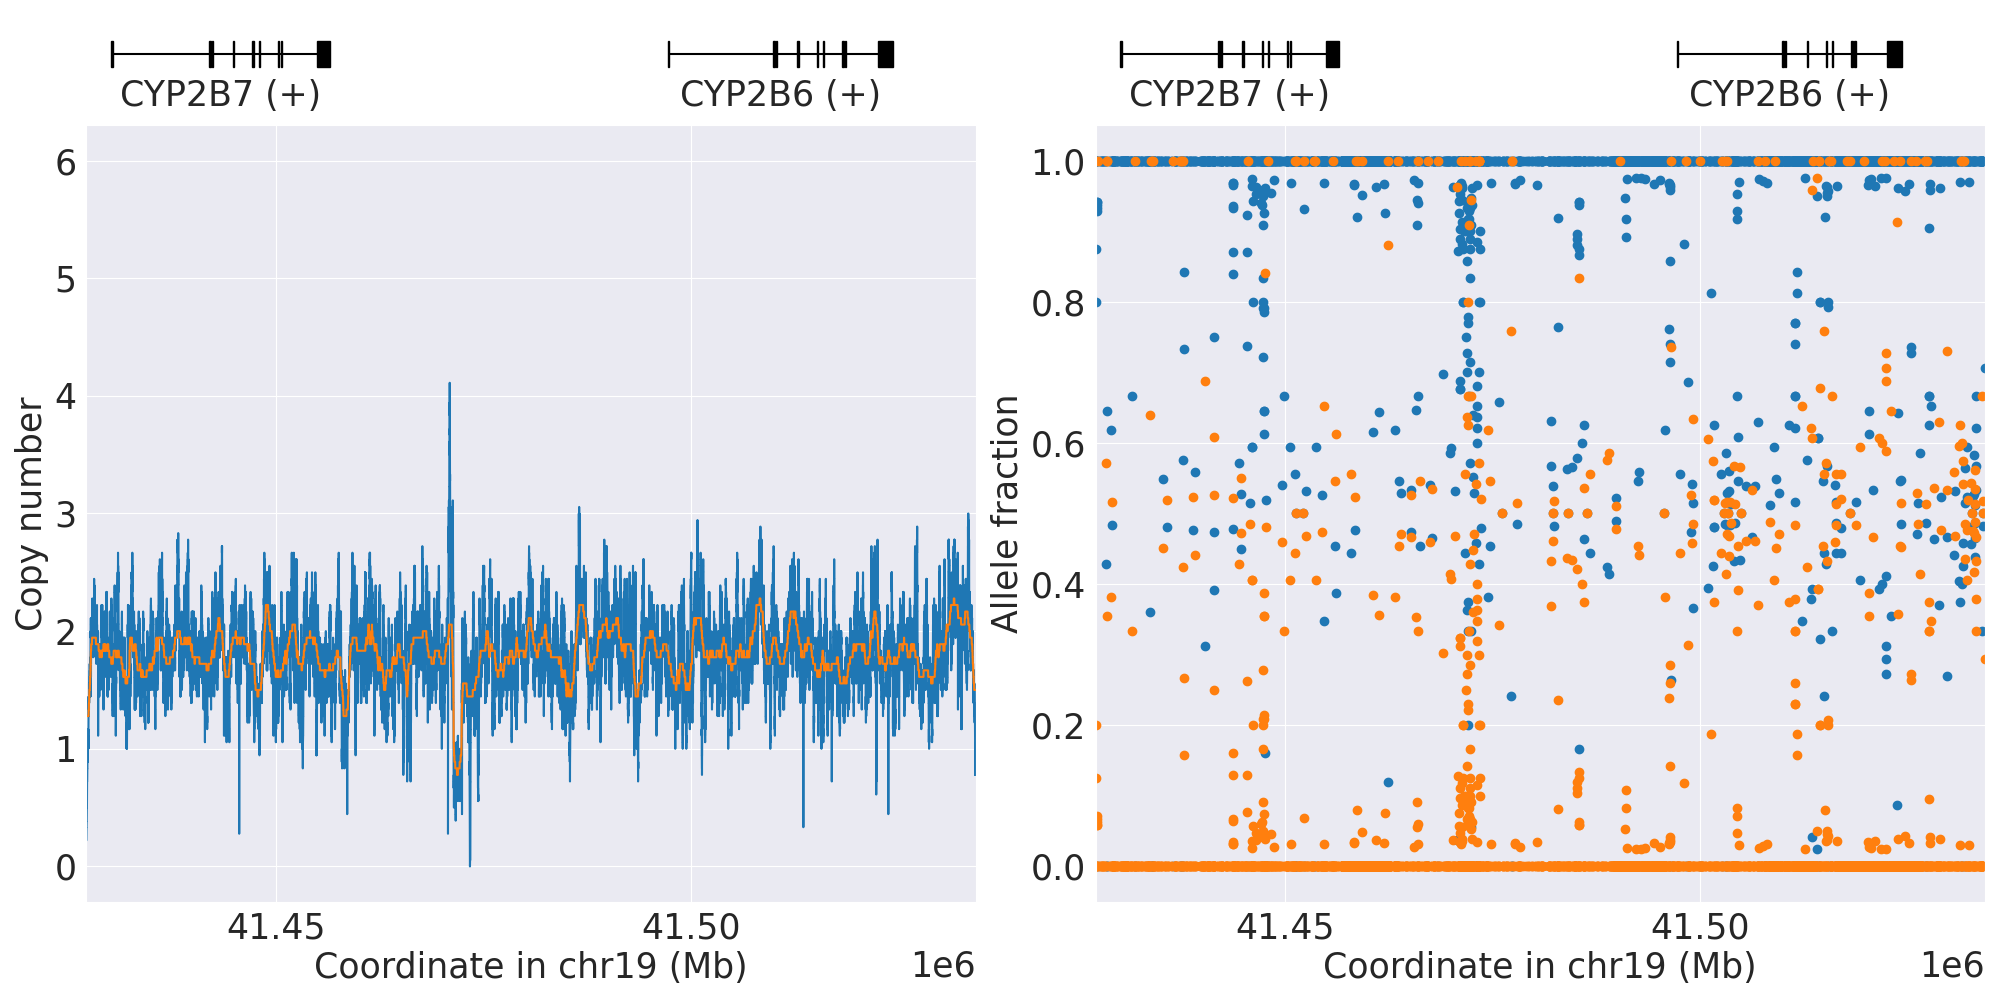 CYP2B7 (+)
CYP2B6 (+)
CYP2B7 (+)
CYP2B6 (+)
6
5
4
3
2
1
0
Copy number
41.45
41.50
Coordinate in chr19 (Mb)
1e6
1.0
0.8
0.6
0.4
0.2
0.0
Allele fraction
41.45
41.50
Coordinate in chr19 (Mb)
1e6